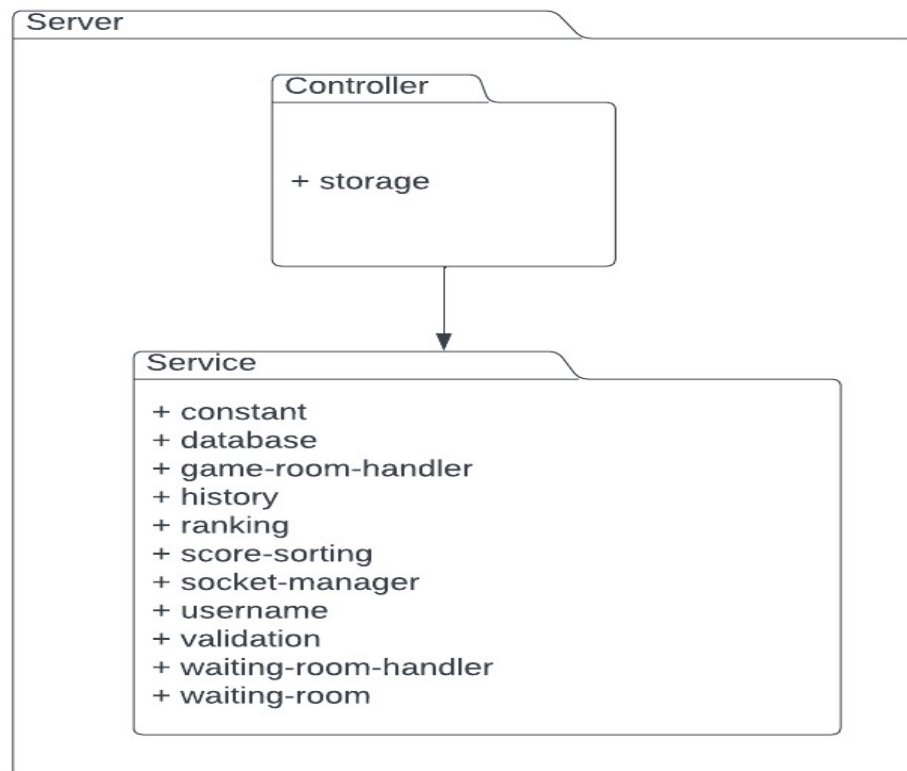 Server
Controller
+ storage
Service
+ constant
+ database
+ game-room-handler
+ history
+ ranking
+ score-sorting
+ socket-manager
+ username
+ validation
+ waiting-room-handler
+ waiting-room